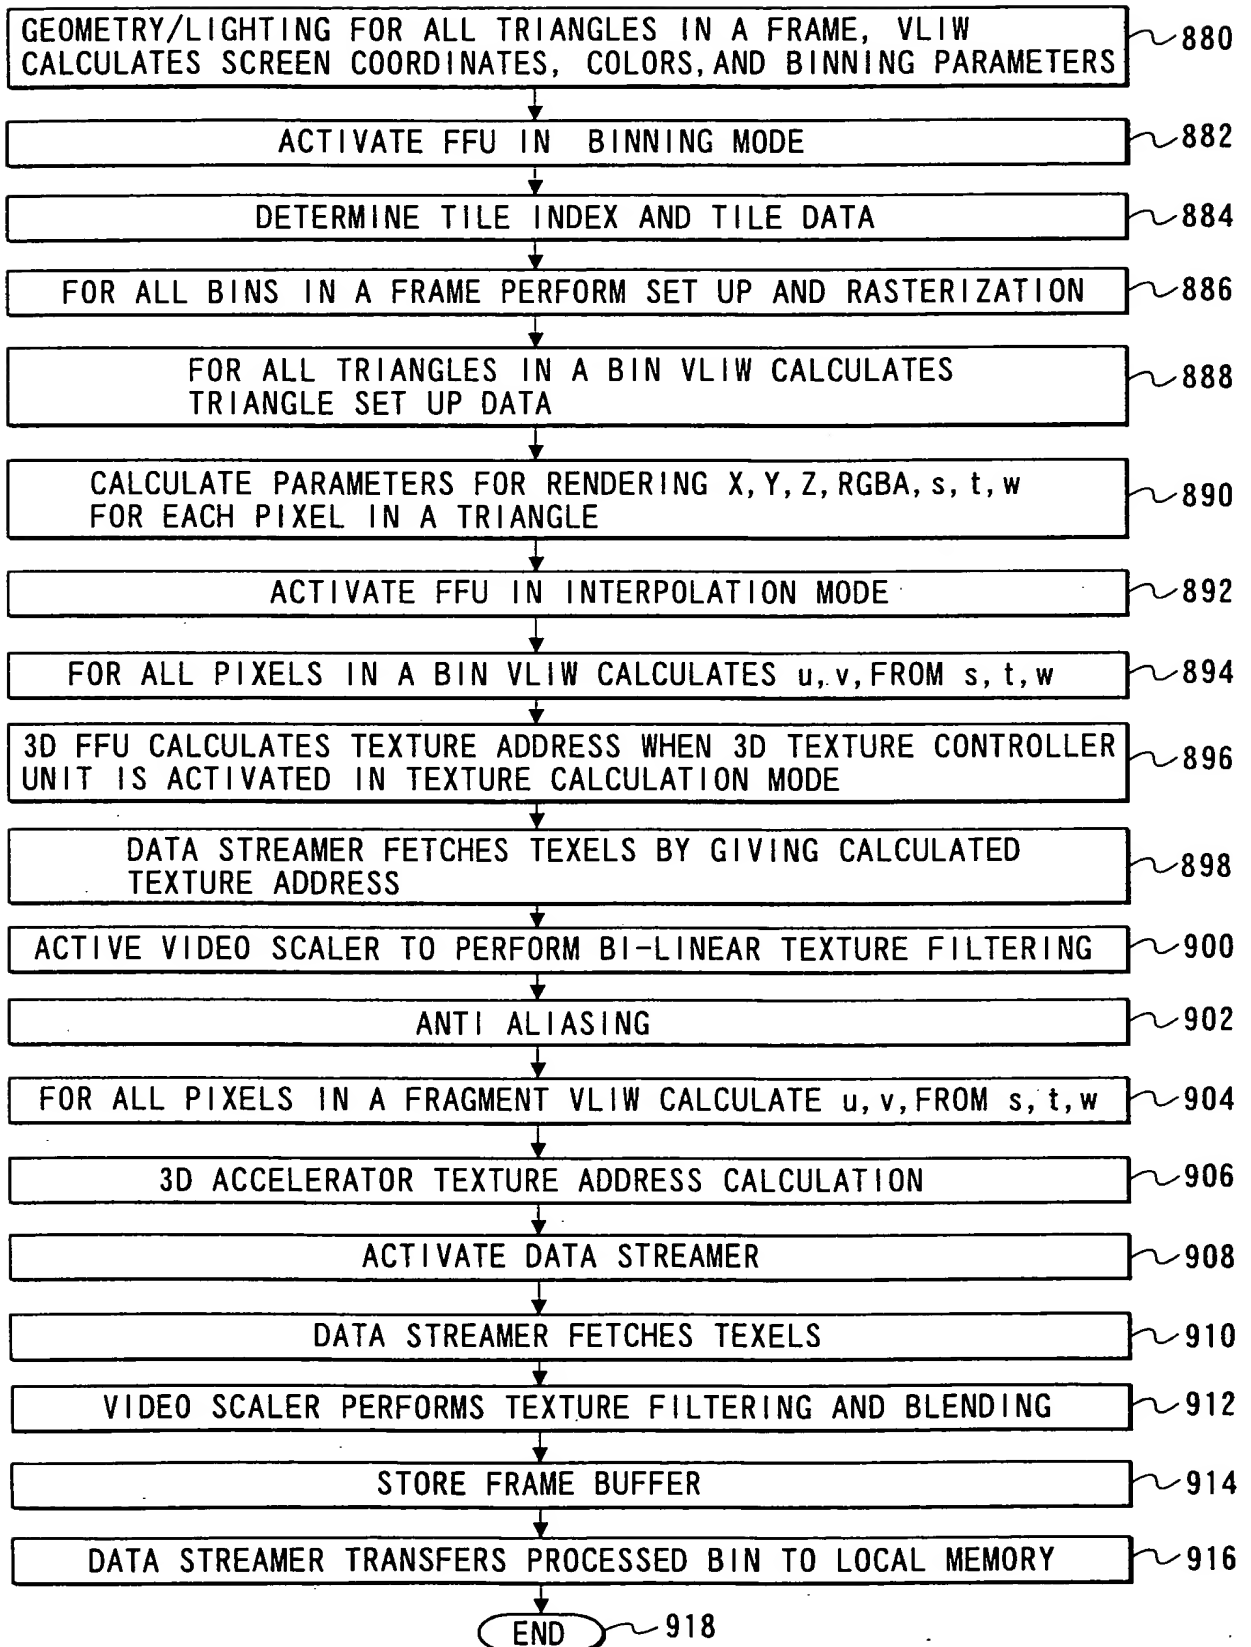 GEOMETRY/LIGHTING FOR ALL TRIANGLES IN A FRAME, VLIW
CALCULATES SCREEN COORDINATES, COLORS, AND BINNING PARAMETERS
880
ACTIVATE FFU IN BINNING MODE
882
DETERMINE TILE INDEX AND TILE DATA
884
FOR ALL BINS IN A FRAME PERFORM SET UP AND RASTERIZATION
886
FOR ALL TRIANGLES IN A BIN VLIW CALCULATES
TRIANGLE SET UP DATA
888
CALCULATE PARAMETERS FOR RENDERING X, Y, Z, RGBA, s, t, w
FOR EACH PIXEL IN A TRIANGLE
890
ACTIVATE FFU IN INTERPOLATION MODE
892
FOR ALL PIXELS IN A BIN VLIW CALCULATES u, v, FROM s, t, w
894
3D FFU CALCULATES TEXTURE ADDRESS WHEN 3D TEXTURE CONTROLLER
UNIT IS ACTIVATED IN TEXTURE CALCULATION MODE
896
DATA STREAMER FETCHES TEXELS BY GIVING CALCULATED
TEXTURE ADDRESS
898
ACTIVE VIDEO SCALER TO PERFORM BI-LINEAR TEXTURE FILTERING
900
ANTI ALIASING
902
FOR ALL PIXELS IN A FRAGMENT VLIW CALCULATE u, v, FROM s, t, w
904
3D ACCELERATOR TEXTURE ADDRESS CALCULATION
906
ACTIVATE DATA STREAMER
908
DATA STREAMER FETCHES TEXELS
910
VIDEO SCALER PERFORMS TEXTURE FILTERING AND BLENDING
912
STORE FRAME BUFFER
914
DATA STREAMER TRANSFERS PROCESSED BIN TO LOCAL MEMORY
916
END
918